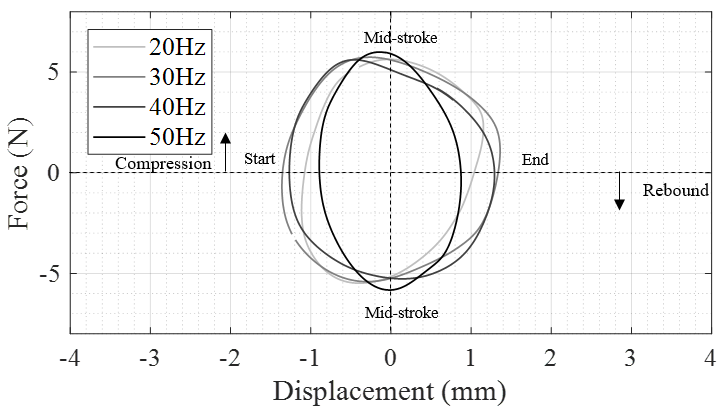 Mid-stroke
20Hz
30Hz
40Hz
50Hz
5
0
-5
Compression
Start
End
Rebound
Mid-stroke
-4 -3 -2 -1 0 1 2 3 4
Displacement (mm)
Force (N)